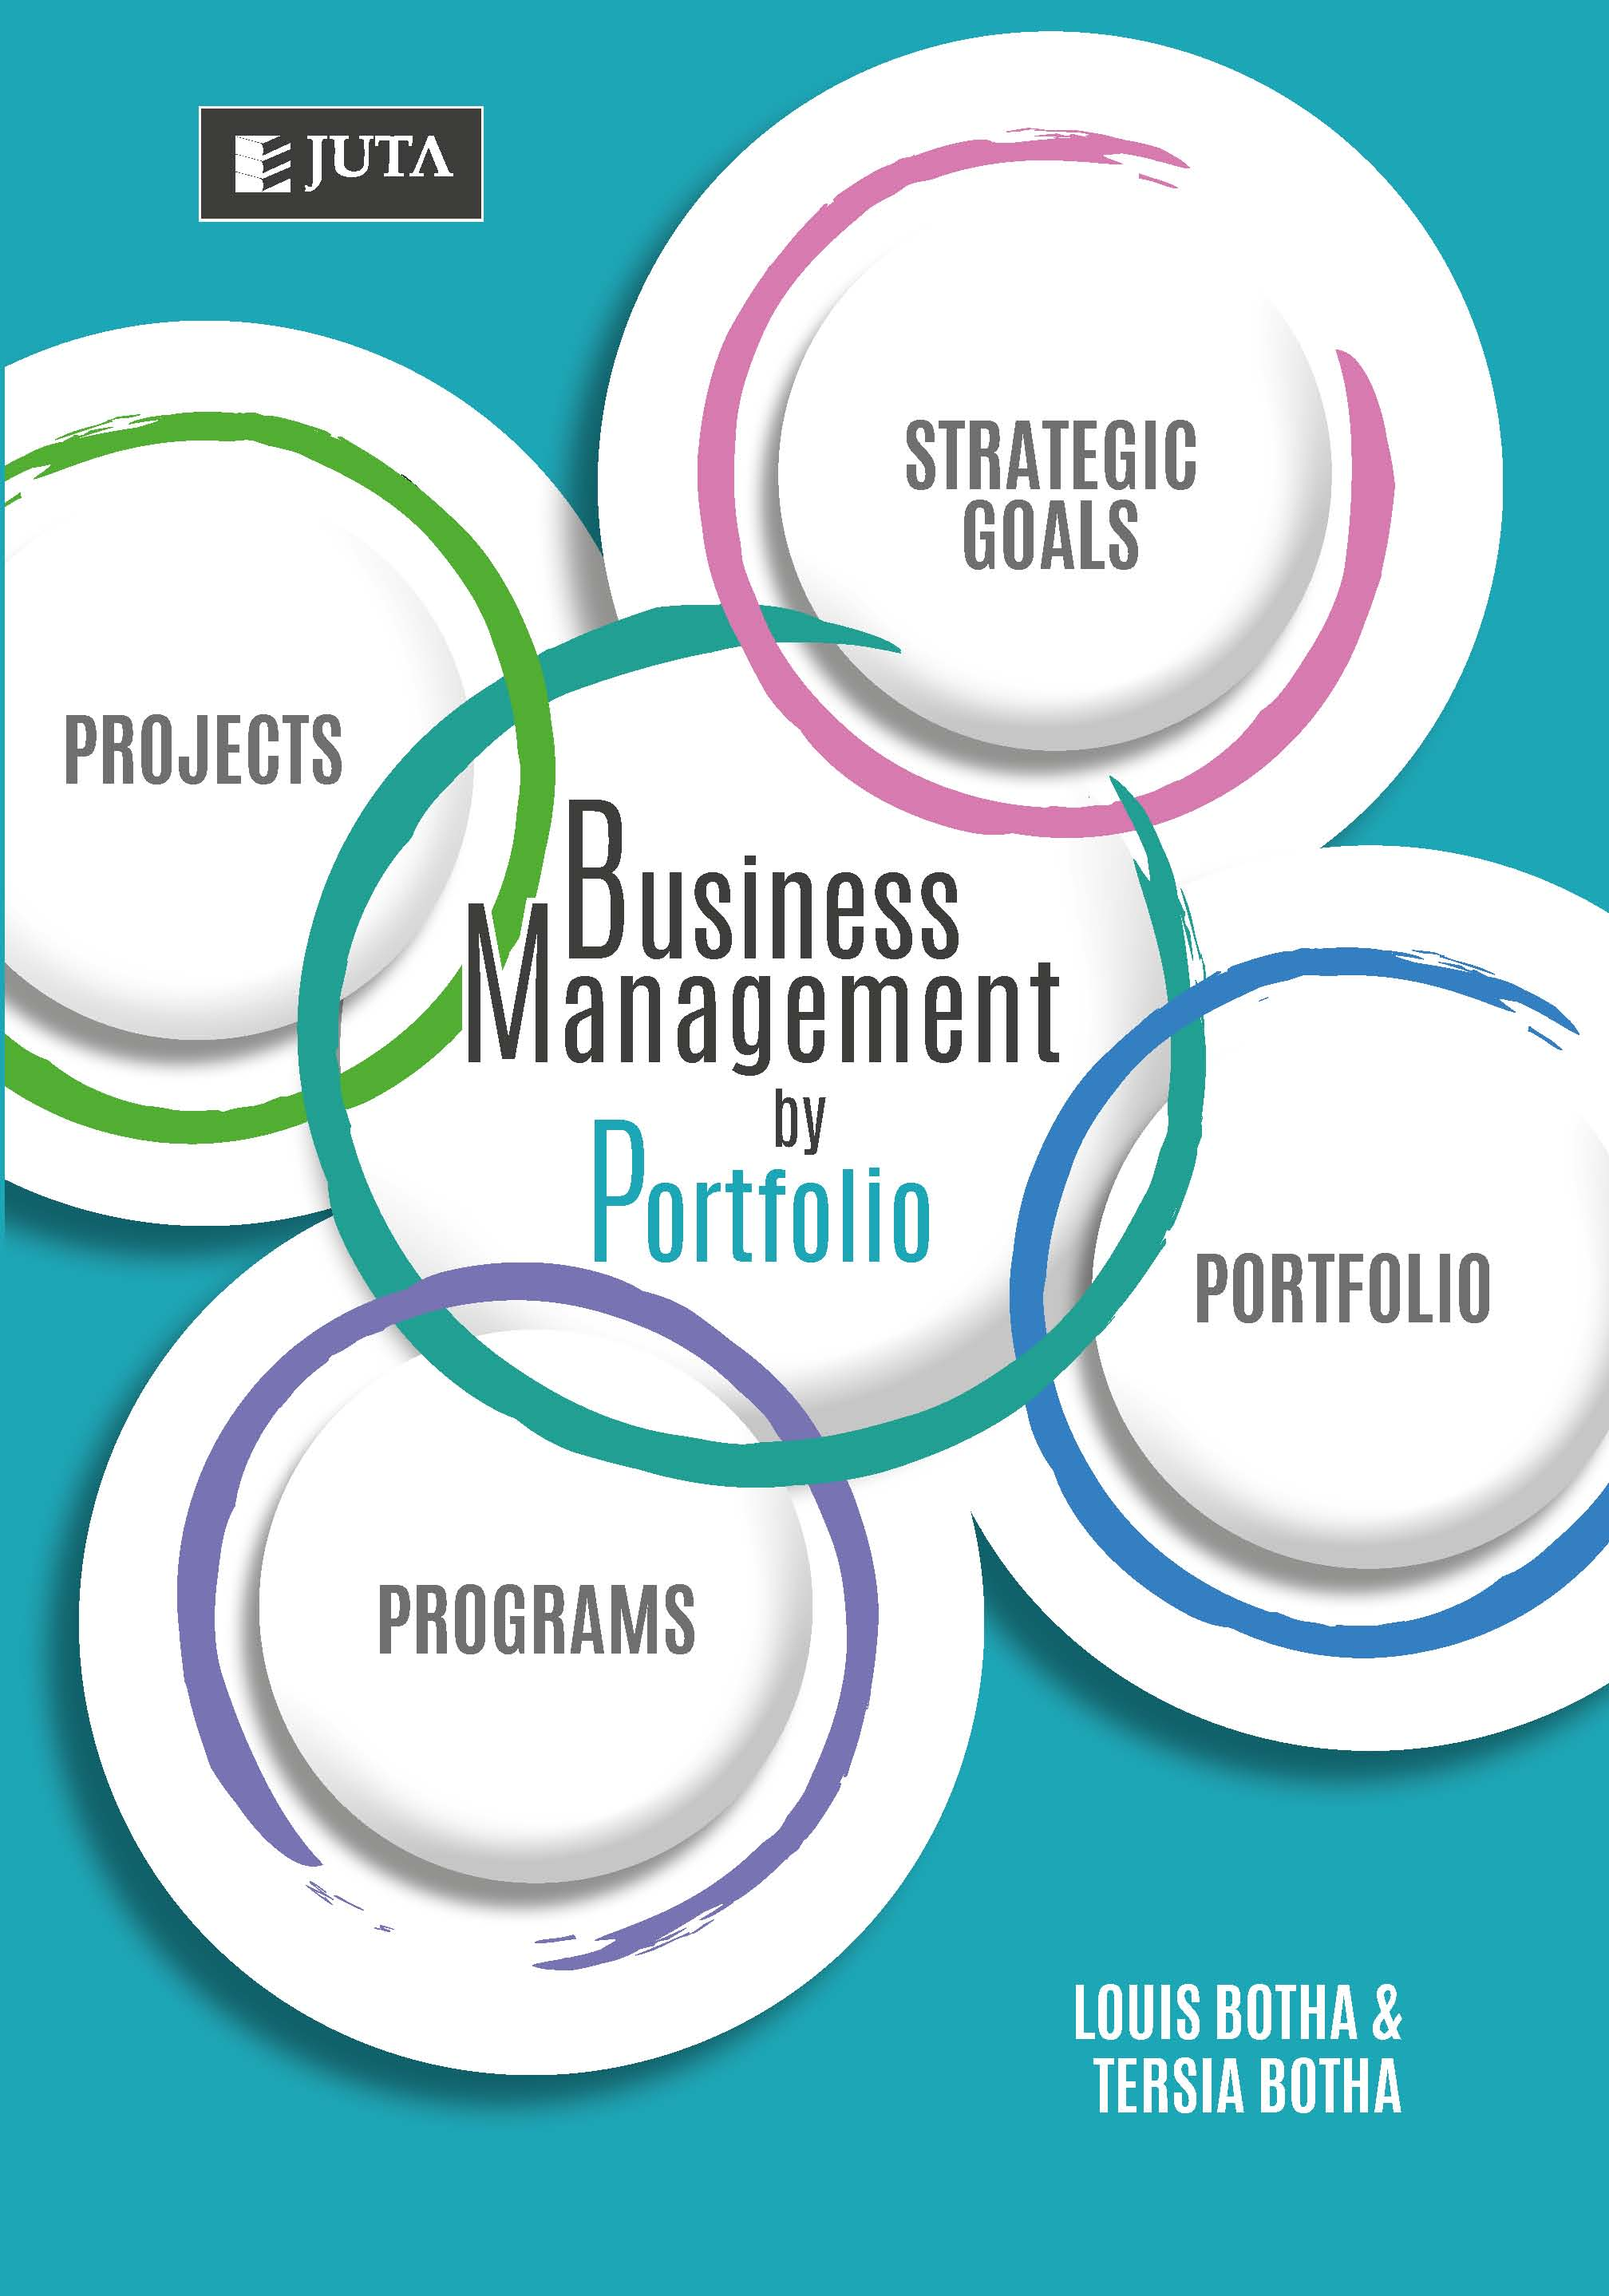 JUTA
STRATEGIC
GOALS
PROJECTS
Business
Management
by
Portfolio
PORTFOLIO
PROGRAMS
LOUIS BOTHA &
TERSIA BOTHA